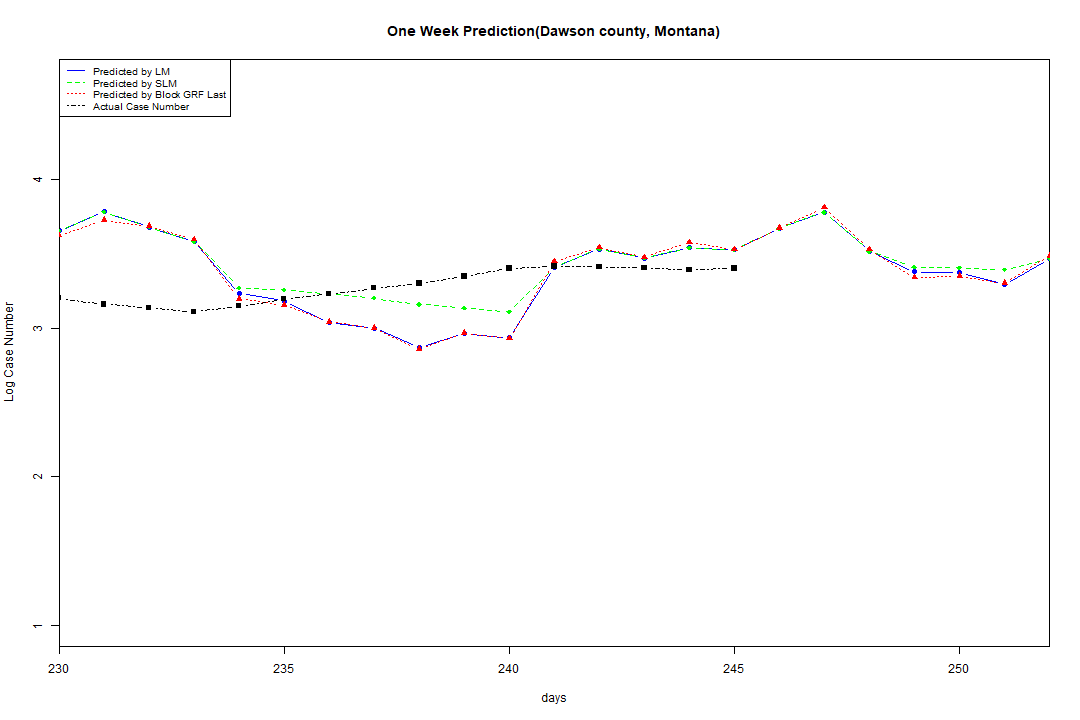 One Week Prediction(Dawson county, Montana)
Predicted by LM
Predicted by SLM
Predicted by Block GRF Last
Actual Case Number
4
3
2
1
Log Case Number
230 235 240 245 250
days